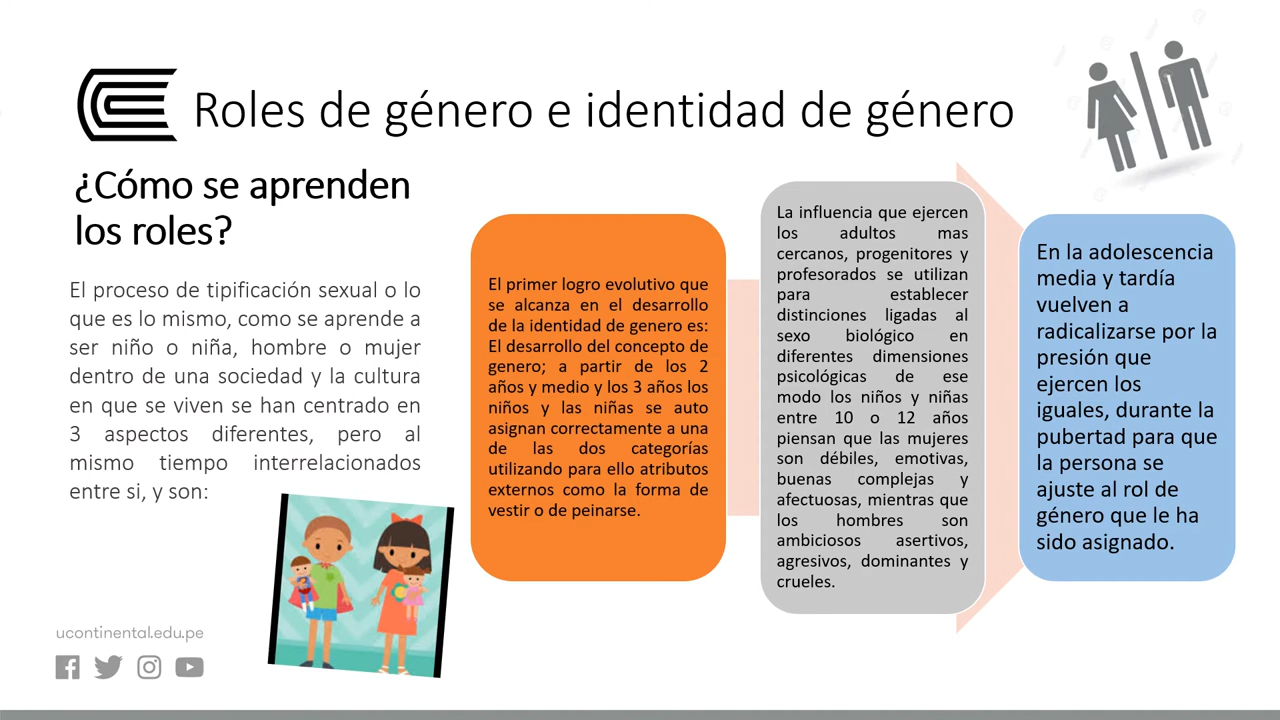 Roles de género e identidad de género
¿Cómo se aprenden
los roles?
El proceso de tipificación sexual o lo
que es lo mismo, como se aprende a
ser niño o niña, hombre o mujer
dentro de una sociedad y la cultura
en que se viven se han centrado en
3 aspectos diferentes, pero al
mismo tiempo interrelacionados
entre si, y son:
El primer logro evolutivo que
se alcanza en el desarrollo
de la identidad de genero es:
El desarrollo del concepto de
genero; a partir de los 2
años y medio y los 3 años los
niños y las niñas se auto
asignan correctamente a una
de las dos categorías
utilizando para ello atributos
externos como la forma de
vestir o de peinarse.
La influencia que ejercen
los adultos mas
cercanos, progenitores y
profesorados se utilizan
para establecer
distinciones ligadas al
sexo biológico en
diferentes dimensiones
psicológicas de ese
modo los niños y niñas
entre 10 o 12 años
piensan que las mujeres
son débiles, emotivas,
buenas complejas y
afectuosas, mientras que
los hombres son
ambiciosos asertivos,
agresivos, dominantes y
crueles.
En la adolescencia
media y tardía
vuelven a
radicalizarse por la
presión que
ejercen los
iguales, durante la
pubertad para que
la persona se
ajuste al rol de
género que le ha
sido asignado.
ucontinental.edu.pe